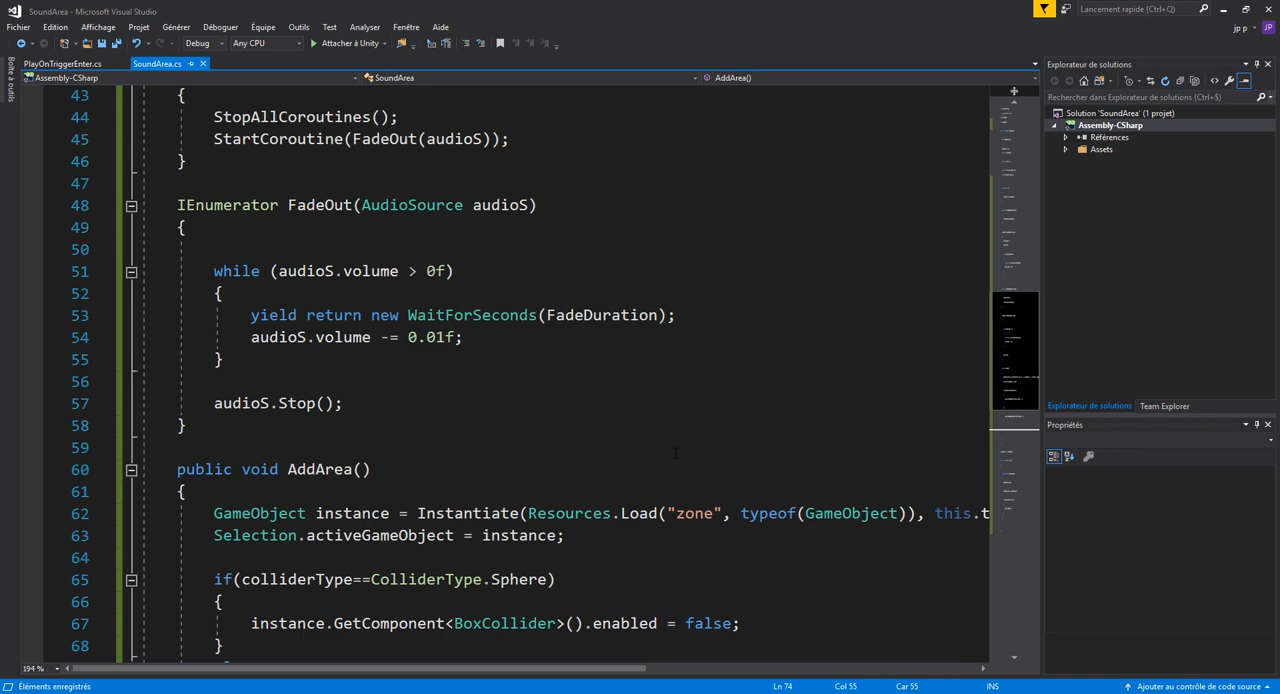 SoundArea - Microsoft Visual Studio
Lancement rapide (Ctrl+Q)
Fichier Edition Affichage Projet Générer Déboguer Équipe Outils Test Analyser Fenêtre Aide
jp p JP
Debug Any CPU Attacher à Unity
Boîte à outils
PlayOnTriggerEnter.cs SoundArea.cs
Assembly-CSharp SoundArea AddArea()
43 {
44 StopAllCoroutines();
45 StartCoroutine(FadeOut(audioS));
46 }
47
48 IEnumerator FadeOut(AudioSource audioS)
49 {
50
51 while (audioS.volume > 0f)
52 {
53 yield return new WaitForSeconds(FadeDuration);
54 audioS.volume -= 0.01f;
55 }
56
57 audioS.Stop();
58 }
59
60 public void AddArea()
61 {
62 GameObject instance = Instantiate(Resources.Load("zone", typeof(GameObject)), this.t
63 Selection.activeGameObject = instance;
64
65 if(colliderType==ColliderType.Sphere)
66 {
67 instance.GetComponent<BoxCollider>().enabled = false;
68 }
194 %
Explorateur de solutions
Rechercher dans Explorateur de solutions (Ctrl+$)
Solution 'SoundArea' (1 projet)
Assembly-CSharp
Références
Assets
Explorateur de solutions Team Explorer
Propriétés
Éléments enregistrés Ln 74 Col 55 Car 55 INS Ajouter au contrôle de code source